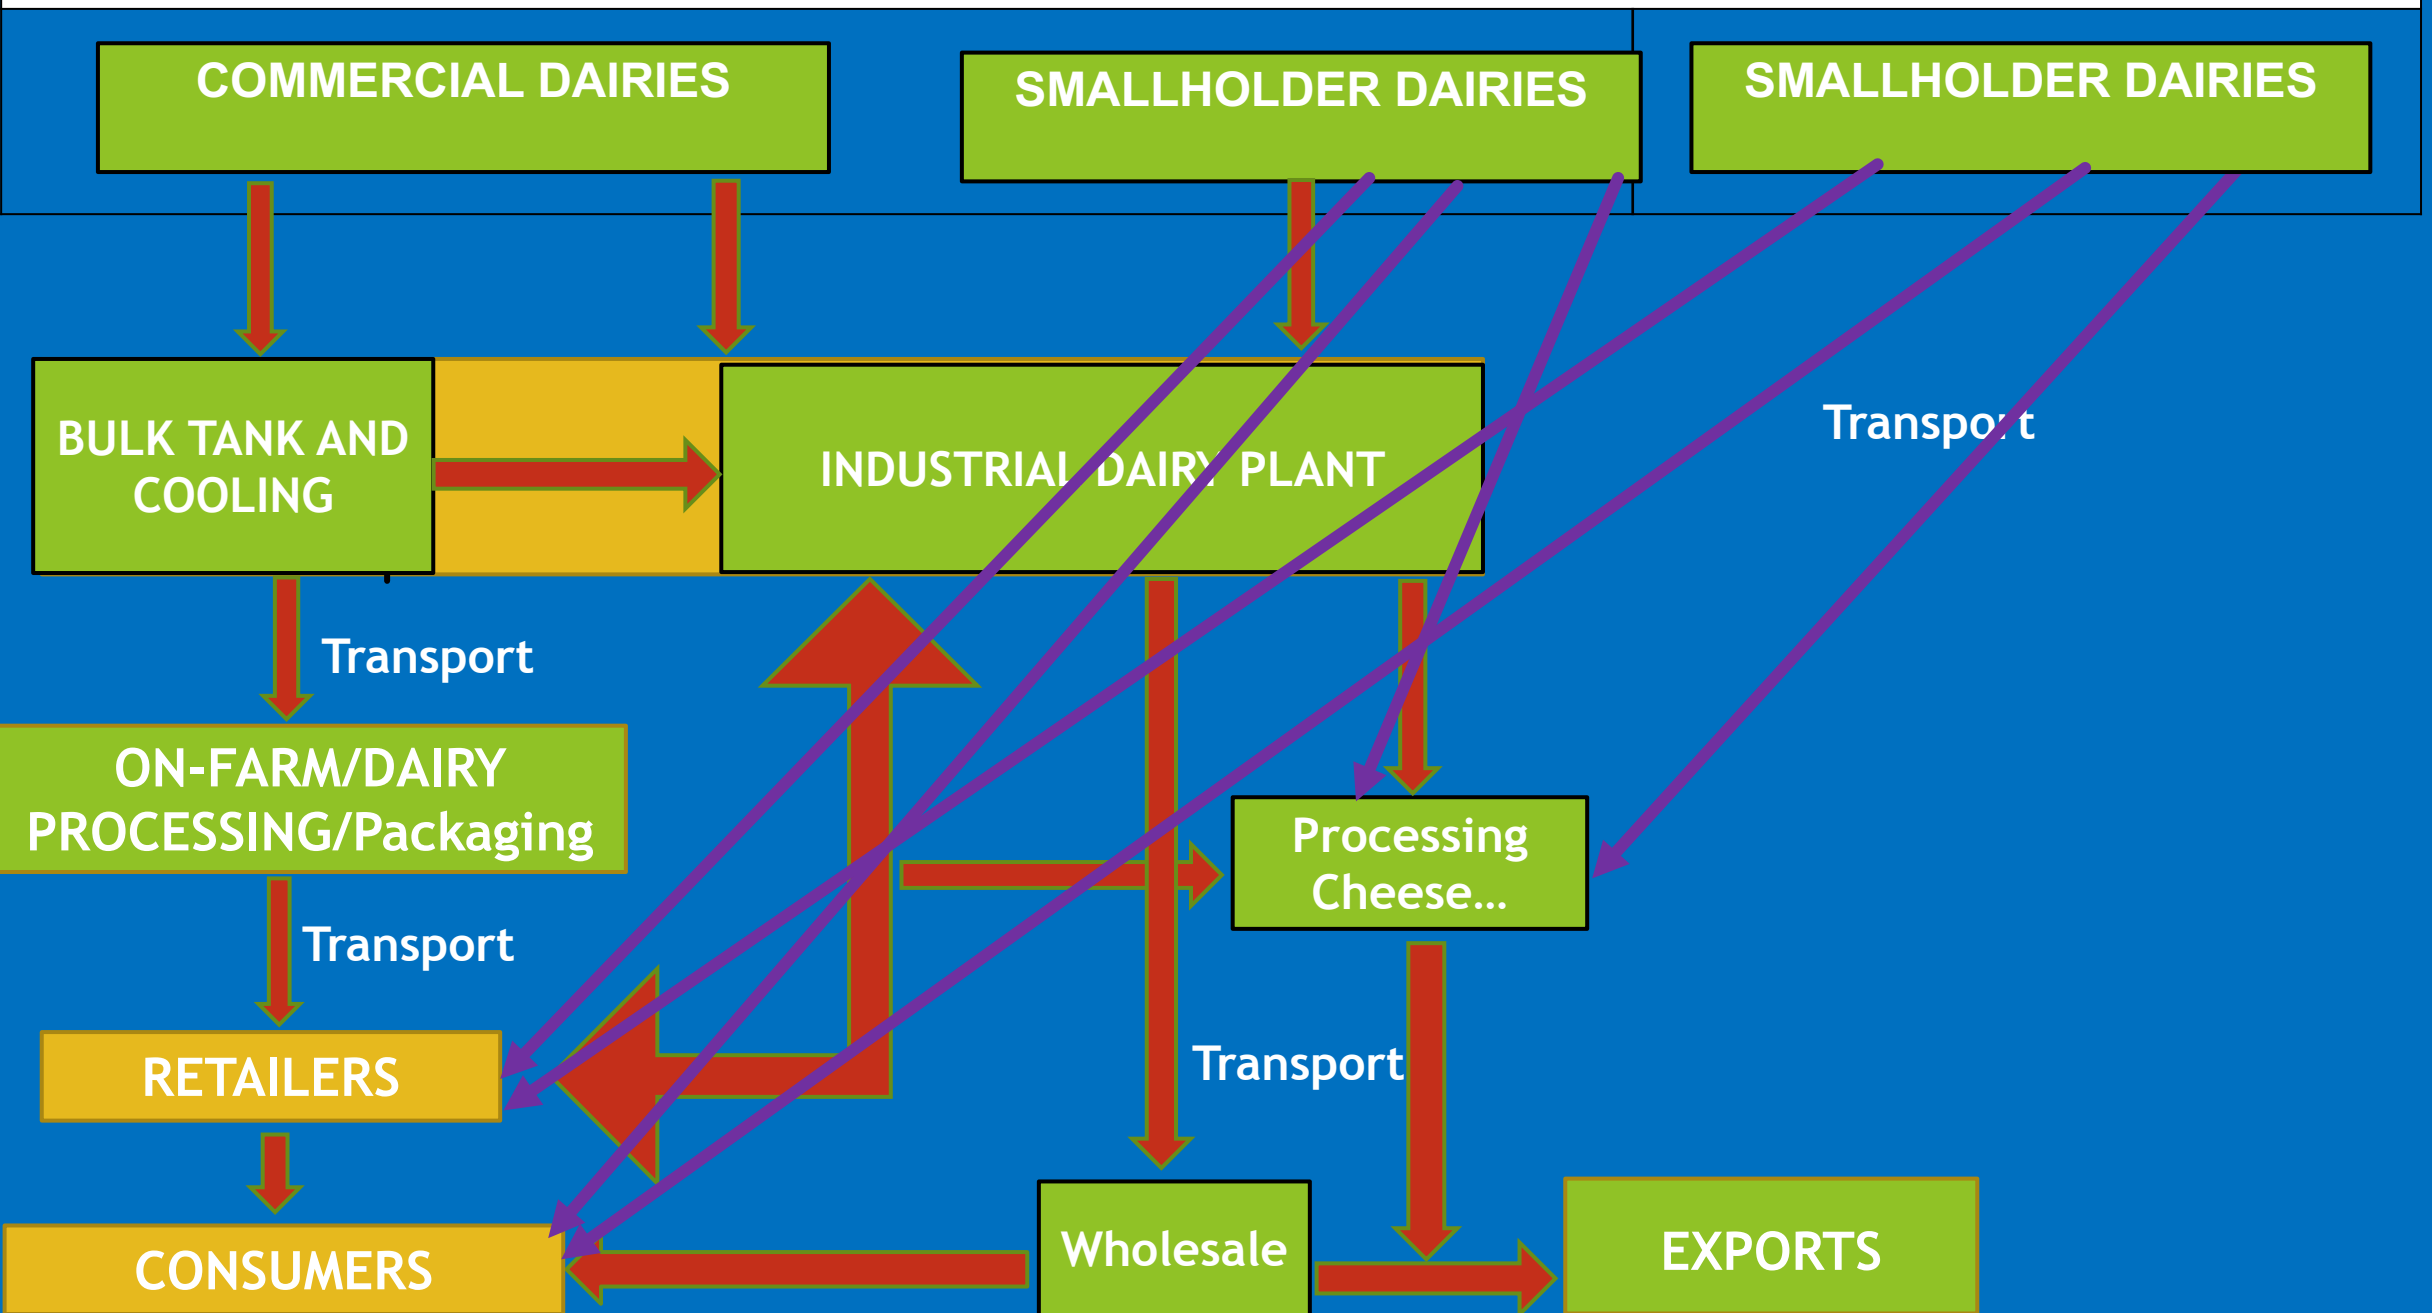 COMMERCIAL DAIRIES
SMALLHOLDER DAIRIES
SMALLHOLDER DAIRIES
BULK TANK AND
COOLING
INDUSTRIAL DAIRY PLANT
Transport
Transport
ON-FARM/DAIRY
PROCESSING/Packaging
Processing
Cheese…
Transport
RETAILERS
Transport
CONSUMERS
Wholesale
EXPORTS